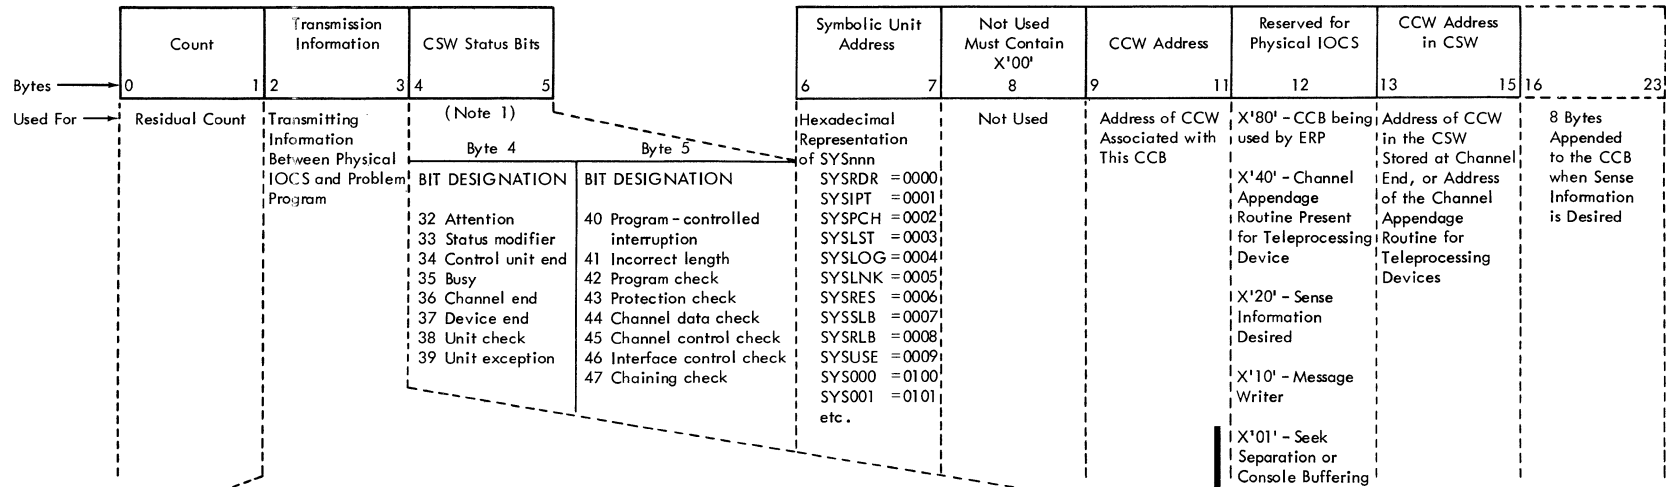 Count
Transmission
Information
CSW Status Bits
Symbolic Unit
Address
Not Used
Must Contain
X'00'
CCW Address
Reserved for
Physical IOCS
CCW Address
in CSW
Bytes 0 1 2 3 4 5 6 7 8 9 11 12 13 15 16 23
Used For
Residual Count
Transmitting
Information
Between Physical
IOCS and Problem
Program
(Note 1)
Byte 4
BIT DESIGNATION
32 Attention
33 Status modifier
34 Control unit end
35 Busy
36 Channel end
37 Device end
38 Unit check
39 Unit exception
Byte 5
BIT DESIGNATION
40 Program-controlled
interruption
41 Incorrect length
42 Program check
43 Protection check
44 Channel data check
45 Channel control check
46 Interface control check
47 Chaining check
Hexadecimal
Representation
of SYSnnn
SYSRDR =0000
SYSIPT =0001
SYSPCH =0002
SYSLST =0003
SYSLOG =0004
SYSLNK =0005
SYSRES =0006
SYSSLB =0007
SYSRLB =0008
SYSUSE =0009
SYS000 =0100
SYS001 =0101
etc.
Not Used
Address of CCW
Associated with
This CCB
X'80' - CCB being
used by ERP
X'40' - Channel
Appendage
Routine Present
for Teleprocessing
Device
X'20' - Sense
Information
Desired
X'10' - Message
Writer
X'01' - Seek
Separation or
Console Buffering
Address of CCW
in the CSW
Stored at Channel
End, or Address
of the Channel
Appendage
Routine for
Teleprocessing
Devices
8 Bytes
Appended
to the CCB
when Sense
Information
is Desired